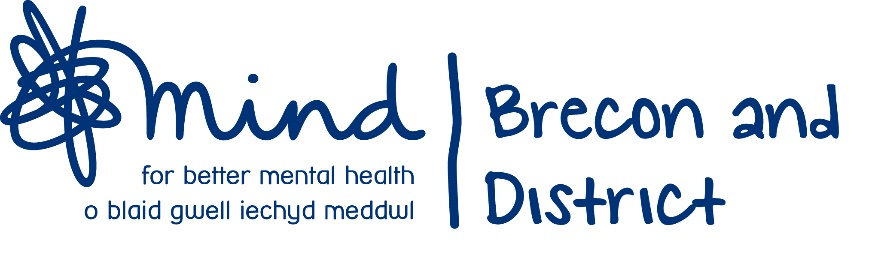 mind
for better mental health
o blaid gwell iechyd meddwl
Brecon and
District